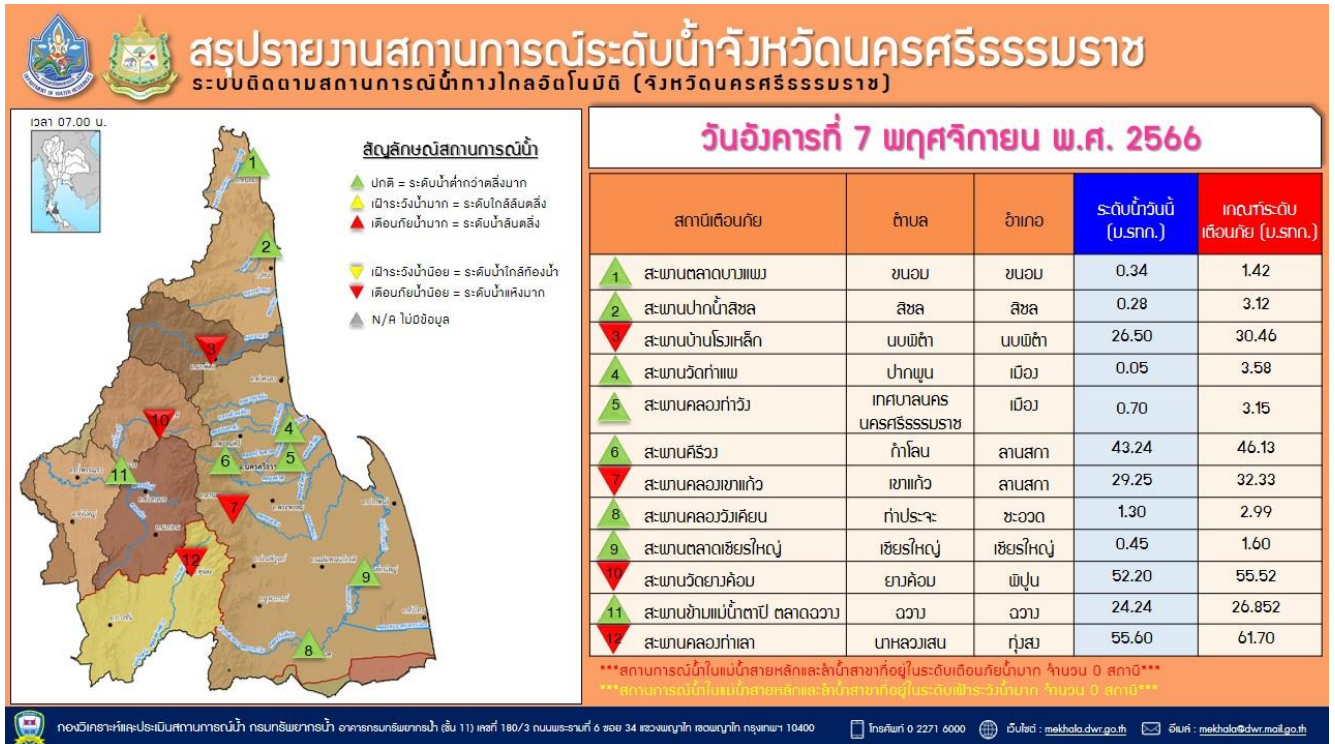 สรุปรายงานสถานการณ์ระดับน้ำจังหวัดนครศรีธรรมราช
ระบบติดตามสถานการณ์น้ำทางไกลอัตโนมัติ (จังหวัดนครศรีธรรมราช)
เวลา 07.00 น.
สัญลักษณ์สถานการณ์น้ำ
ปกติ = ระดับน้ำต่ำกว่าตลิ่งมาก
เฝ้าระวังน้ำมาก = ระดับใกล้ล้นตลิ่ง
เตือนภัยน้ำมาก = ระดับน้ำล้นตลิ่ง
เฝ้าระวังน้ำน้อย = ระดับน้ำใกล้ท้องน้ำ
เตือนภัยน้ำน้อย = ระดับน้ำแห้งมาก
N/A ไม่มีข้อมูล
1
2
3
10
4
11
6
5
7
12
9
8
วันอังคารที่ 7 พฤศจิกายน พ.ศ. 2566
สถานีเตือนภัย ตำบล อำเภอ ระดับน้ำวันนี้ (ม.รทก.) เกณฑ์ระดับเตือนภัย (ม.รทก.)
1 สะพานตลาดบางแพง ขนอม ขนอม 0.34 1.42
2 สะพานปากน้ำสิชล สิชล สิชล 0.28 3.12
3 สะพานบ้านโรงเหล็ก นบพิตำ นบพิตำ 26.50 30.46
4 สะพานวัดท่าแพ ปากพูน เมือง 0.05 3.58
5 สะพานคลองท่าวัง เทศบาลนครนครศรีธรรมราช เมือง 0.70 3.15
6 สะพานคีรีวง กำโลน ลานสกา 43.24 46.13
7 สะพานคลองเขาแก้ว เขาแก้ว ลานสกา 29.25 32.33
8 สะพานคลองวังเคียน ท่าประจะ ชะอวด 1.30 2.99
9 สะพานตลาดเชียรใหญ่ เชียรใหญ่ เชียรใหญ่ 0.45 1.60
10 สะพานวัดยางค้อม ยางค้อม พิปูน 52.20 55.52
11 สะพานข้ามแม่น้ำตาปี ตลาดฉวาง ฉวาง ฉวาง 24.24 26.852
12 สะพานคลองท่าเลา นาหลวงเสน ทุ่งสง 55.60 61.70
***สถานการณ์น้ำในแม่น้ำสายหลักและลำน้ำสาขาที่อยู่ในระดับเตือนภัยน้ำมาก จำนวน 0 สถานี***
***สถานการณ์น้ำในแม่น้ำสายหลักและลำน้ำสาขาที่อยู่ในระดับเฝ้าระวังน้ำมาก จำนวน 0 สถานี***
กองวิเคราะห์และประเมินสถานการณ์น้ำ กรมทรัพยากรน้ำ อาคารกรมทรัพยากรน้ำ (ชั้น 11) เลขที่ 180/3 ถนนพระรามที่ 6 ซอย 34 แขวงพญาไท เขตพญาไท กรุงเทพฯ 10400 โทรศัพท์ 0 2271 6000 เว็บไซต์ : mekhala.dwr.go.th อีเมล์ : mekhala@dwr.mail.go.th